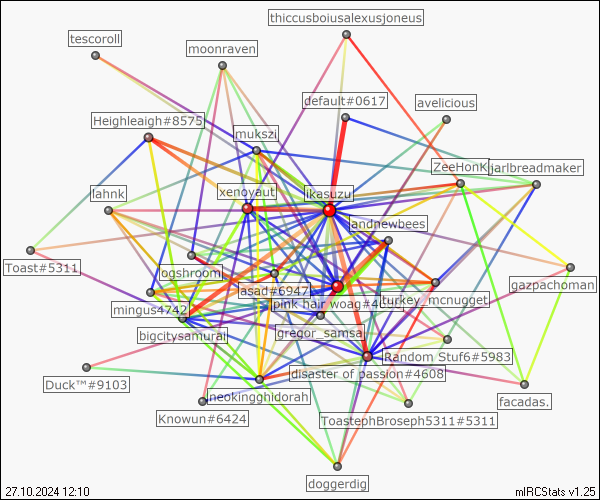 thiccusboiusalexusjoneus
tescoroll
moonraven
default#0617
avelicious
Heighleaigh#8575
mukszi
ZeeHonK
jarlbreadmaker
lahnk
xenoyaut
ikasuzu
landnewbees
Toast#5311
ogshroom
asad#6947
gazpachoman
mingus4742
pink hair woag#4
turkey_mcnugget
bigcitysamurai
gregor_samsa
Random Stuf6#5983
Duck™#9103
disaster of passion#4608
neokingghidorah
facadas.
Knowun#6424
ToastephBroseph5311#5311
doggerdig
27.10.2024 12:10
mIRCStats v1.25